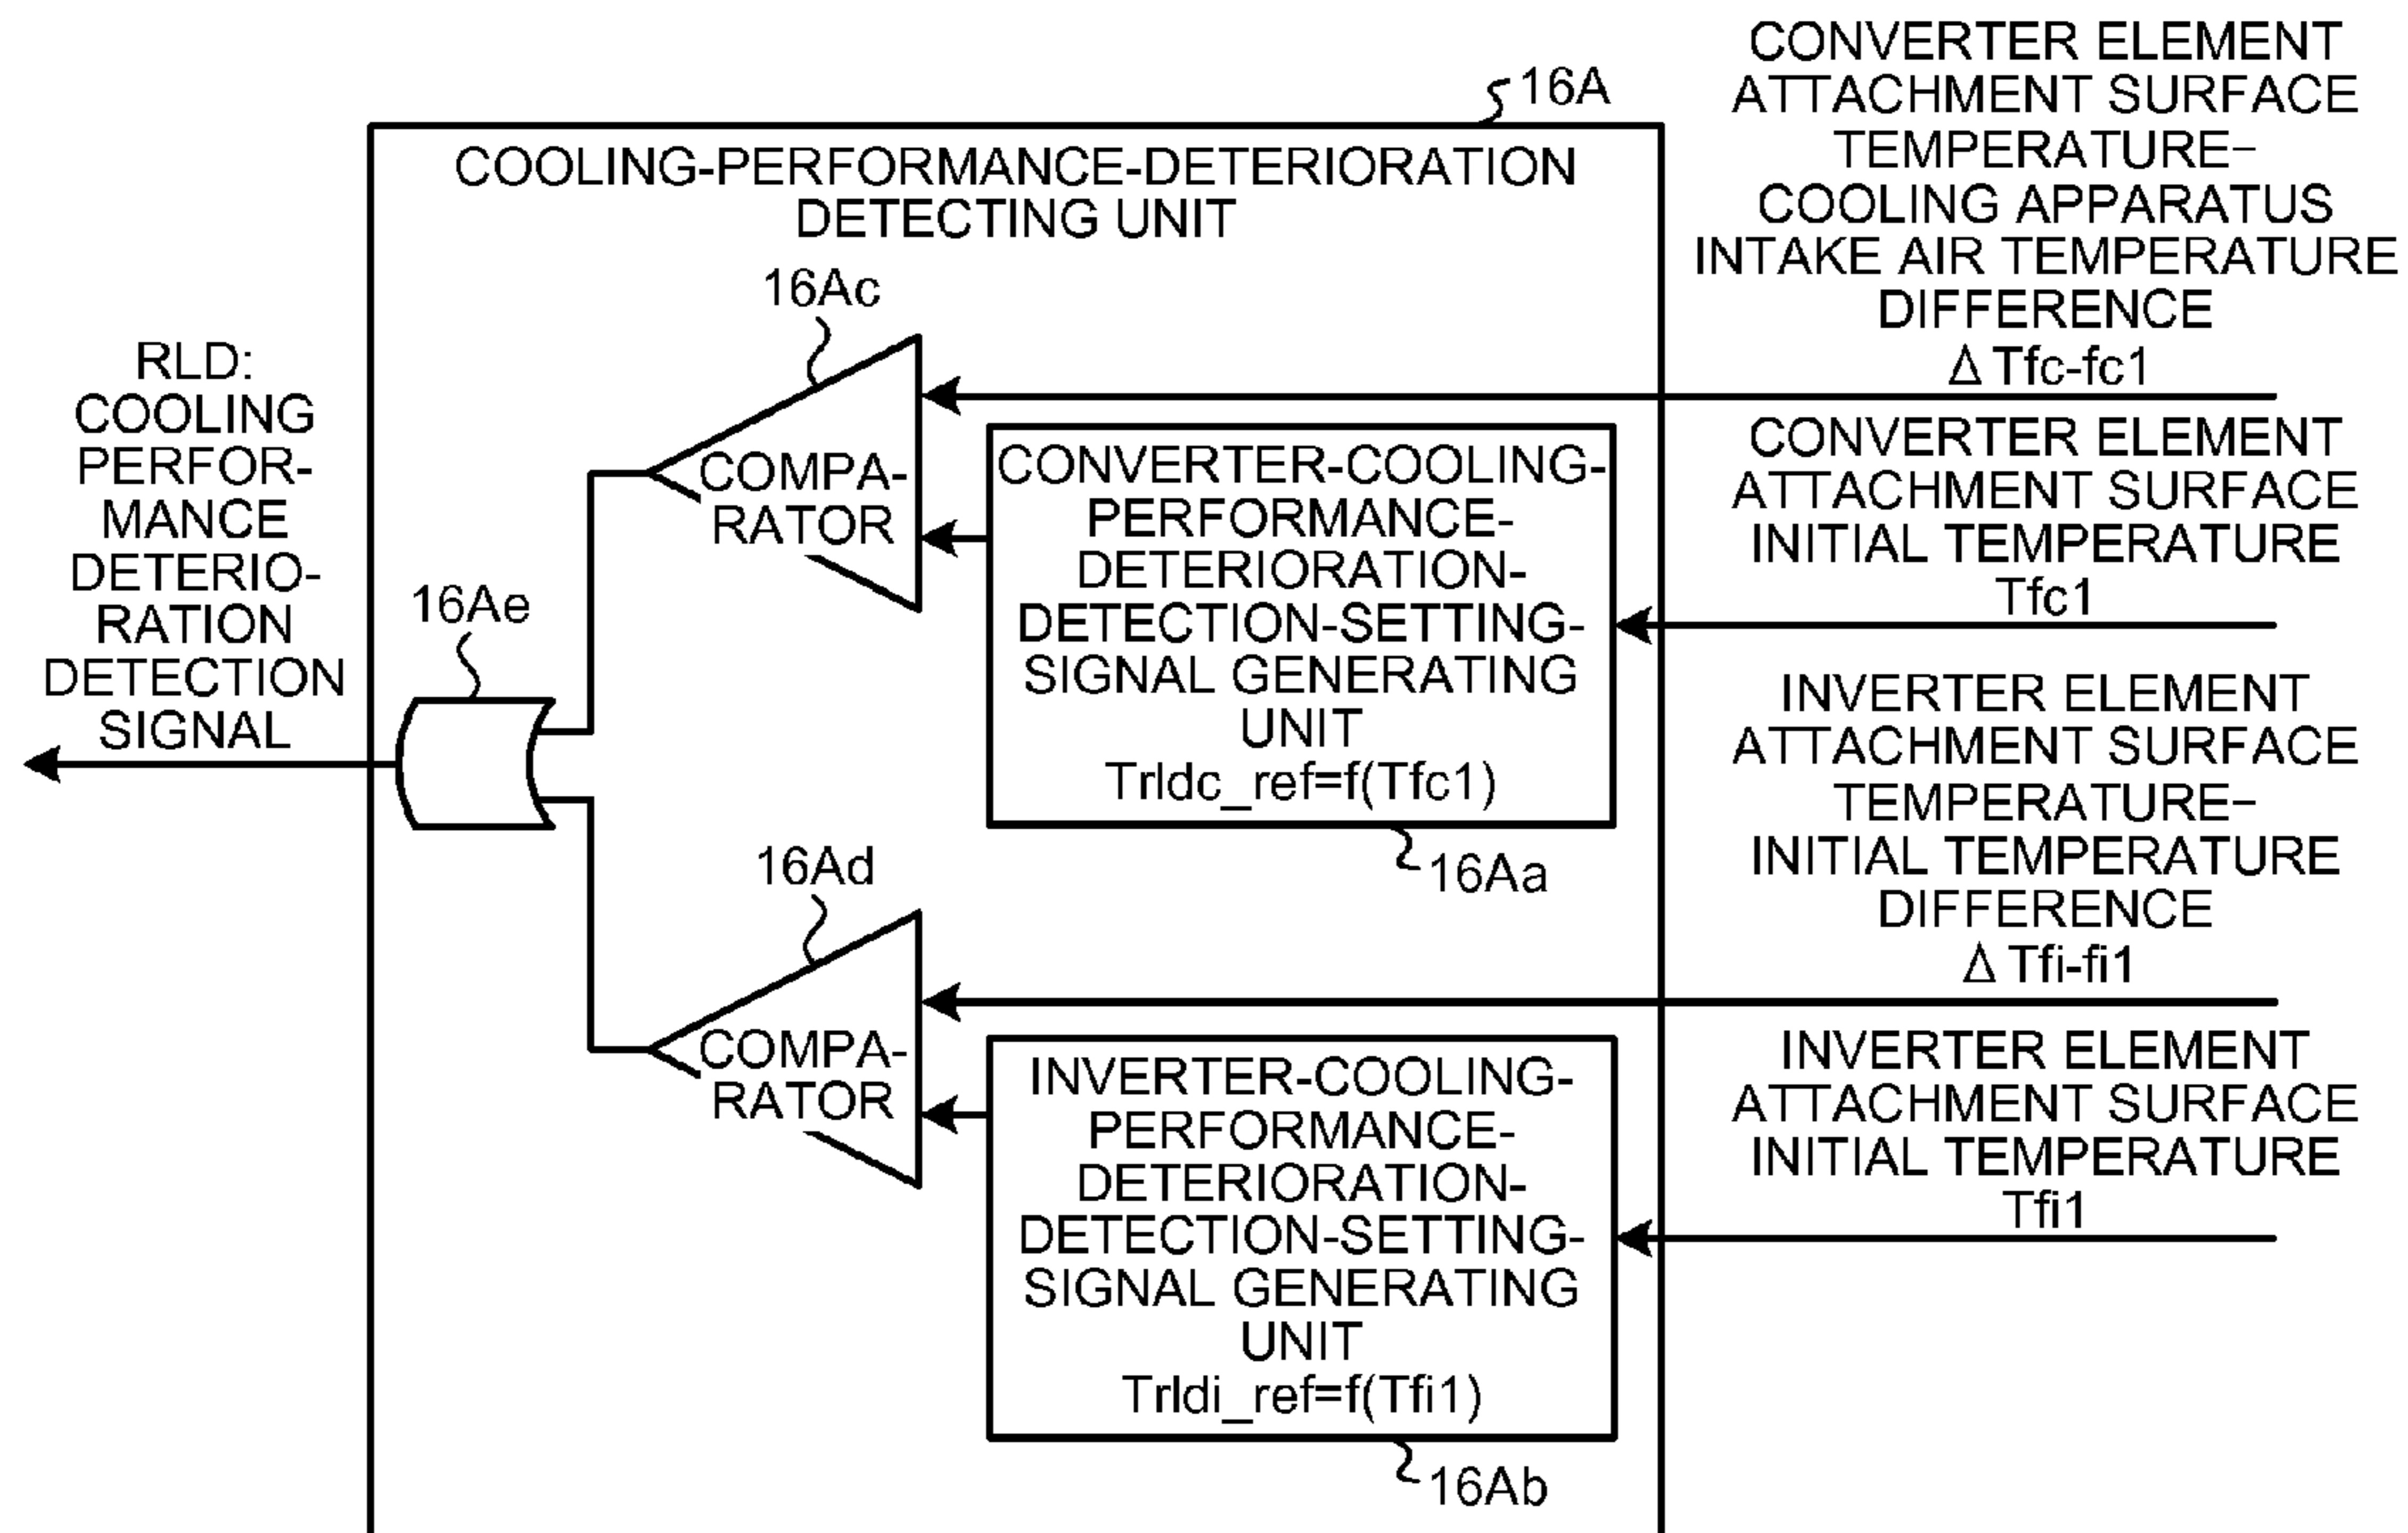 16A
COOLING-PERFORMANCE-DETERIORATION
DETECTING UNIT
CONVERTER ELEMENT
ATTACHMENT SURFACE
TEMPERATURE–
COOLING APPARATUS
INTAKE AIR TEMPERATURE
DIFFERENCE
Δ Tfc-fc1
16Ac
COMPA-
RATOR
CONVERTER-COOLING-
PERFORMANCE-
DETERIORATION-
DETECTION-SETTING-
SIGNAL GENERATING
UNIT
Trldc_ref=f(Tfc1)
16Aa
CONVERTER ELEMENT
ATTACHMENT SURFACE
INITIAL TEMPERATURE
Tfc1
RLD:
COOLING
PERFOR-
MANCE
DETERIO-
RATION
DETECTION
SIGNAL
16Ae
INVERTER ELEMENT
ATTACHMENT SURFACE
TEMPERATURE–
INITIAL TEMPERATURE
DIFFERENCE
Δ Tfi-fi1
16Ad
COMPA-
RATOR
INVERTER-COOLING-
PERFORMANCE-
DETERIORATION-
DETECTION-SETTING-
SIGNAL GENERATING
UNIT
Trldi_ref=f(Tfi1)
16Ab
INVERTER ELEMENT
ATTACHMENT SURFACE
INITIAL TEMPERATURE
Tfi1